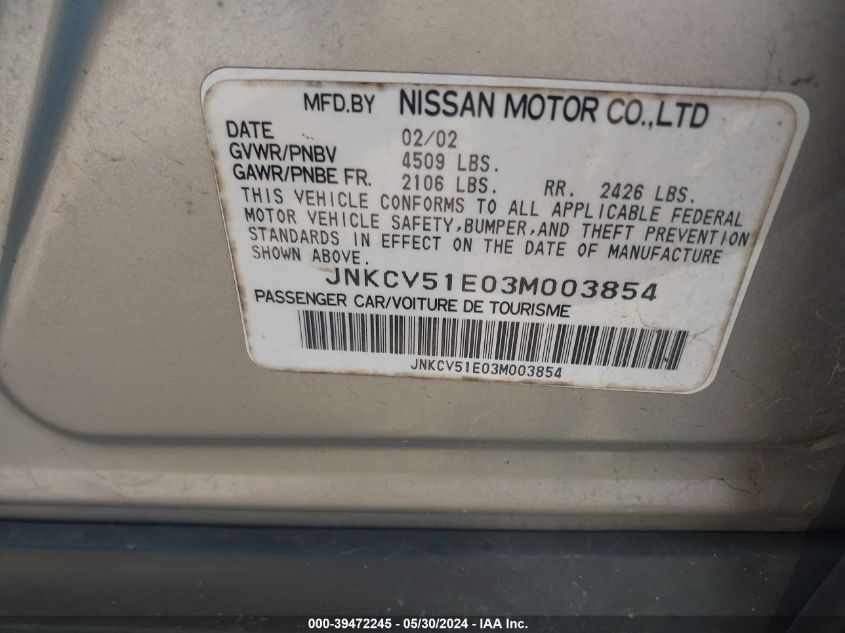 MFD.BY NISSAN MOTOR CO.,LTD
DATE 02/02
GVWR/PNBV 4509 LBS.
GAWR/PNBE FR. 2106 LBS. RR. 2426 LBS.
THIS VEHICLE CONFORMS TO ALL APPLICABLE FEDERAL
MOTOR VEHICLE SAFETY,BUMPER,AND THEFT PREVENTION
STANDARDS IN EFFECT ON THE DATE OF MANUFACTURE
SHOWN ABOVE.
JNKCV51E03M003854
PASSENGER CAR/VOITURE DE TOURISME
JNKCV51E03M003854
000-39472245 - 05/30/2024 - IAA Inc.